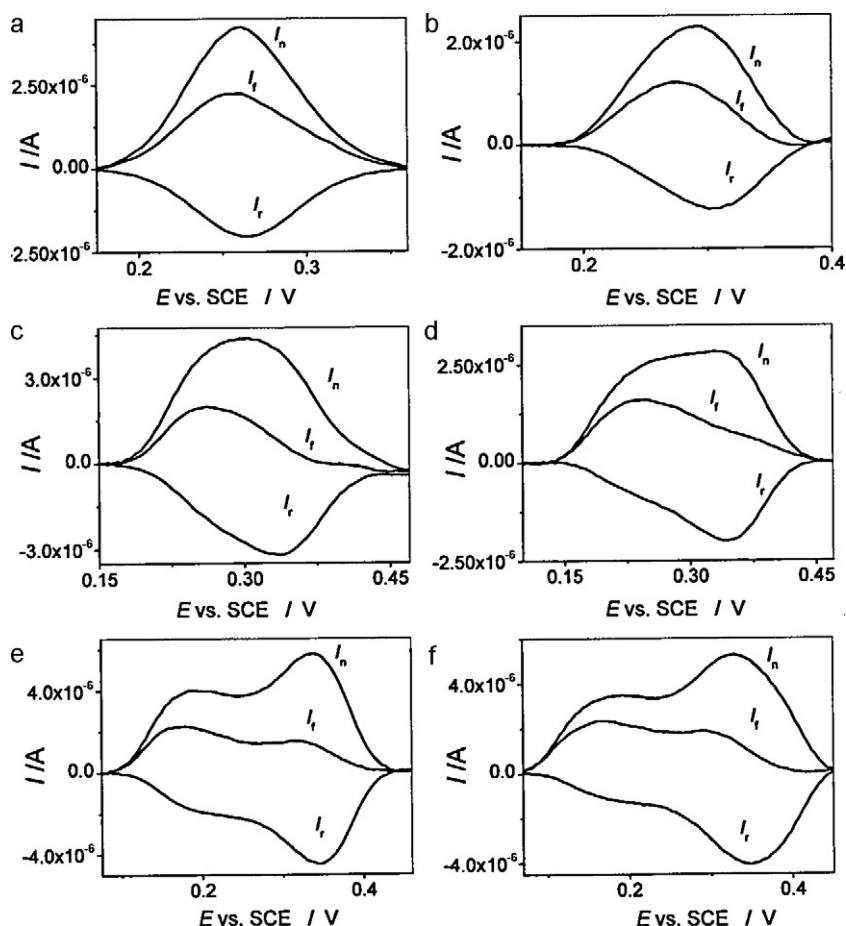 a
I_n
2.50x10⁻⁶
I_f
I /A
0.00
I_r
2.50x10⁻⁶
0.2 0.3
E vs. SCE / V
b
2.0x10⁻⁶
I_n
I_f
I /A
0.0
I_r
-2.0x10⁻⁶
0.2 0.3 0.4
E vs. SCE / V
c
3.0x10⁻⁶
I_n
I_f
I /A
0.0
I_r
-3.0x10⁻⁶
0.15 0.30 0.45
E vs. SCE / V
d
2.50x10⁻⁶
I_n
I_f
I /A
0.00
I_r
-2.50x10⁻⁶
0.15 0.30 0.45
E vs. SCE / V
e
I_n
4.0x10⁻⁶
I_f
I /A
0.0
I_r
-4.0x10⁻⁶
0.2 0.4
E vs. SCE / V
f
I_n
4.0x10⁻⁶
I_f
I /A
0.0
I_r
-4.0x10⁻⁶
0.2 0.4
E vs. SCE / V